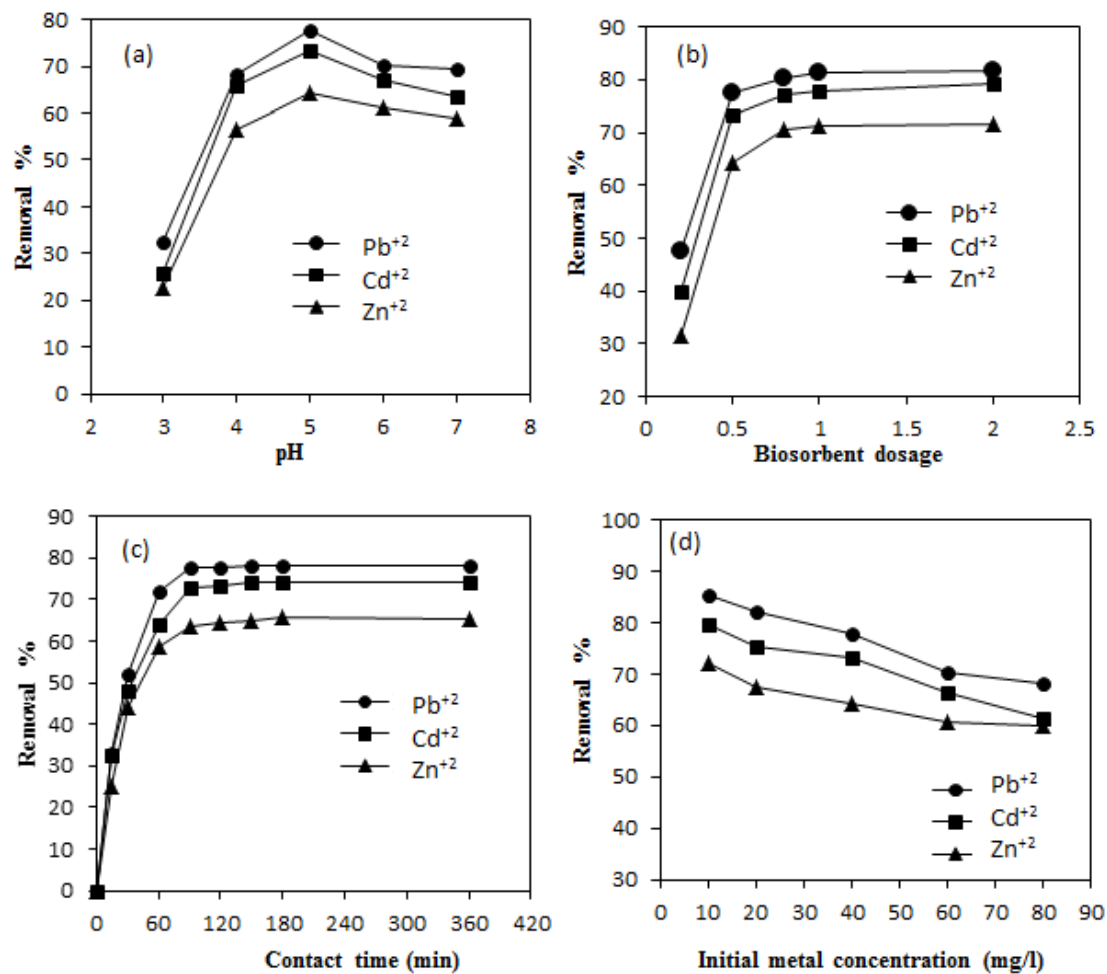 (a)
80
70
60
50
40
30
20
10
0
Removal %
Pb+2
Cd+2
Zn+2
2 3 4 5 6 7 8
pH
(b)
90
80
70
60
50
40
30
20
Removal %
Pb+2
Cd+2
Zn+2
0 0.5 1 1.5 2 2.5
Biosorbent dosage
(c)
90
80
70
60
50
40
30
20
10
0
Removal %
Pb+2
Cd+2
Zn+2
0 60 120 180 240 300 360 420
Contact time (min)
(d)
100
90
80
70
60
50
40
30
Removal %
Pb+2
Cd+2
Zn+2
0 10 20 30 40 50 60 70 80 90
Initial metal concentration (mg/l)